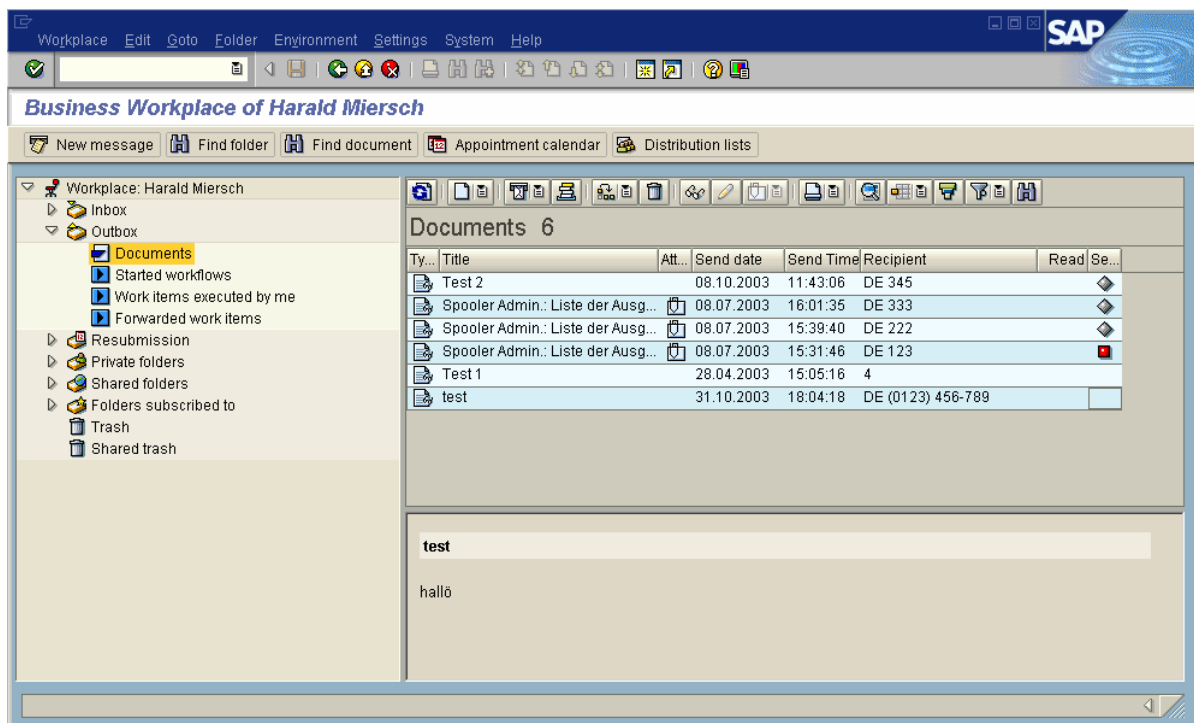 Workplace Edit Goto Folder Environment Settings System Help
SAP
Business Workplace of Harald Miersch
New message Find folder Find document Appointment calendar Distribution lists
Workplace: Harald Miersch
Inbox
Outbox
Documents
Started workflows
Work items executed by me
Forwarded work items
Resubmission
Private folders
Shared folders
Folders subscribed to
Trash
Shared trash
Documents 6
Ty... Title Att... Send date Send Time Recipient Read Se...
Test 2 08.10.2003 11:43:06 DE 345
Spooler Admin.: Liste der Ausg... 08.07.2003 16:01:35 DE 333
Spooler Admin.: Liste der Ausg... 08.07.2003 15:39:40 DE 222
Spooler Admin.: Liste der Ausg... 08.07.2003 15:31:46 DE 123
Test 1 28.04.2003 15:05:16 4
test 31.10.2003 18:04:18 DE (0123) 456-789
test
hallö